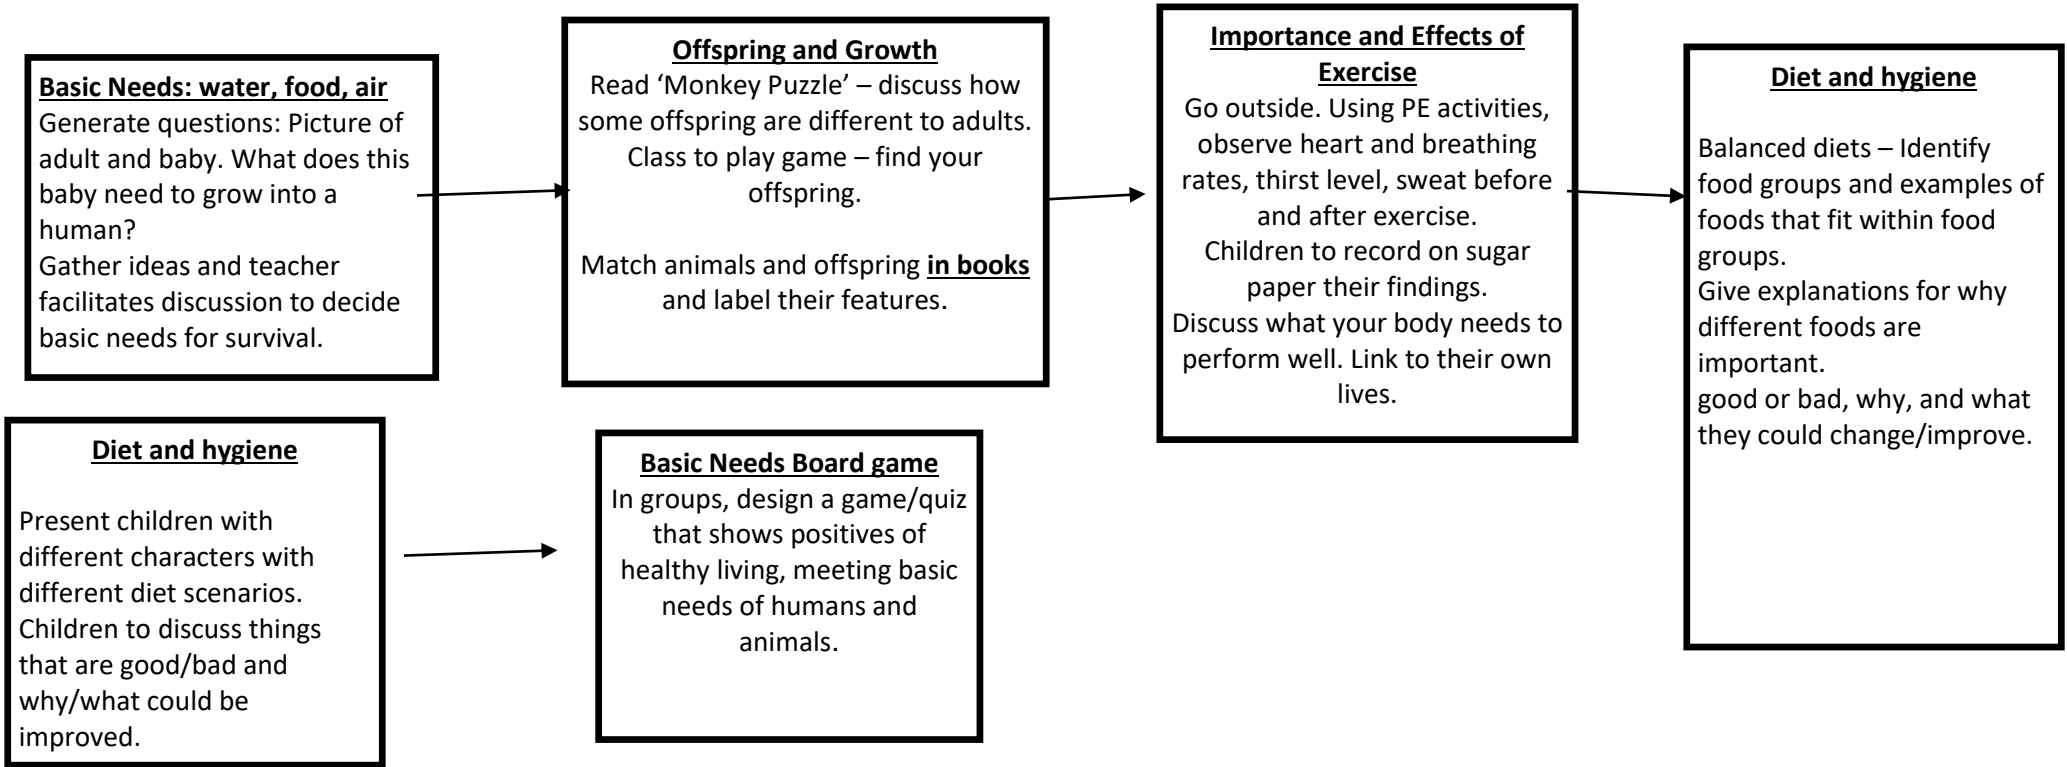 Basic Needs: water, food, air
Generate questions: Picture of
adult and baby. What does this
baby need to grow into a
human?
Gather ideas and teacher
facilitates discussion to decide
basic needs for survival.
Offspring and Growth
Read ‘Monkey Puzzle’ – discuss how
some offspring are different to adults.
Class to play game – find your
offspring.
Match animals and offspring in books
and label their features.
Importance and Effects of
Exercise
Go outside. Using PE activities,
observe heart and breathing
rates, thirst level, sweat before
and after exercise.
Children to record on sugar
paper their findings.
Discuss what your body needs to
perform well. Link to their own
lives.
Diet and hygiene
Balanced diets – Identify
food groups and examples of
foods that fit within food
groups.
Give explanations for why
different foods are
important.
good or bad, why, and what
they could change/improve.
Diet and hygiene
Present children with
different characters with
different diet scenarios.
Children to discuss things
that are good/bad and
why/what could be
improved.
Basic Needs Board game
In groups, design a game/quiz
that shows positives of
healthy living, meeting basic
needs of humans and
animals.